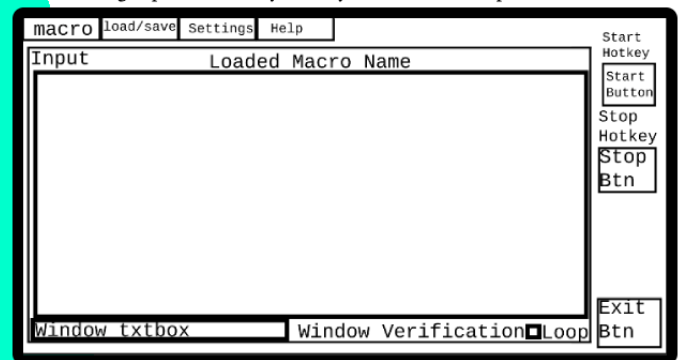 macro load/save Settings Help
Start
Hotkey
Input Loaded Macro Name
Start
Button
Stop
Hotkey
Stop
Btn
Exit
Window txtbox Window Verification Loop Btn